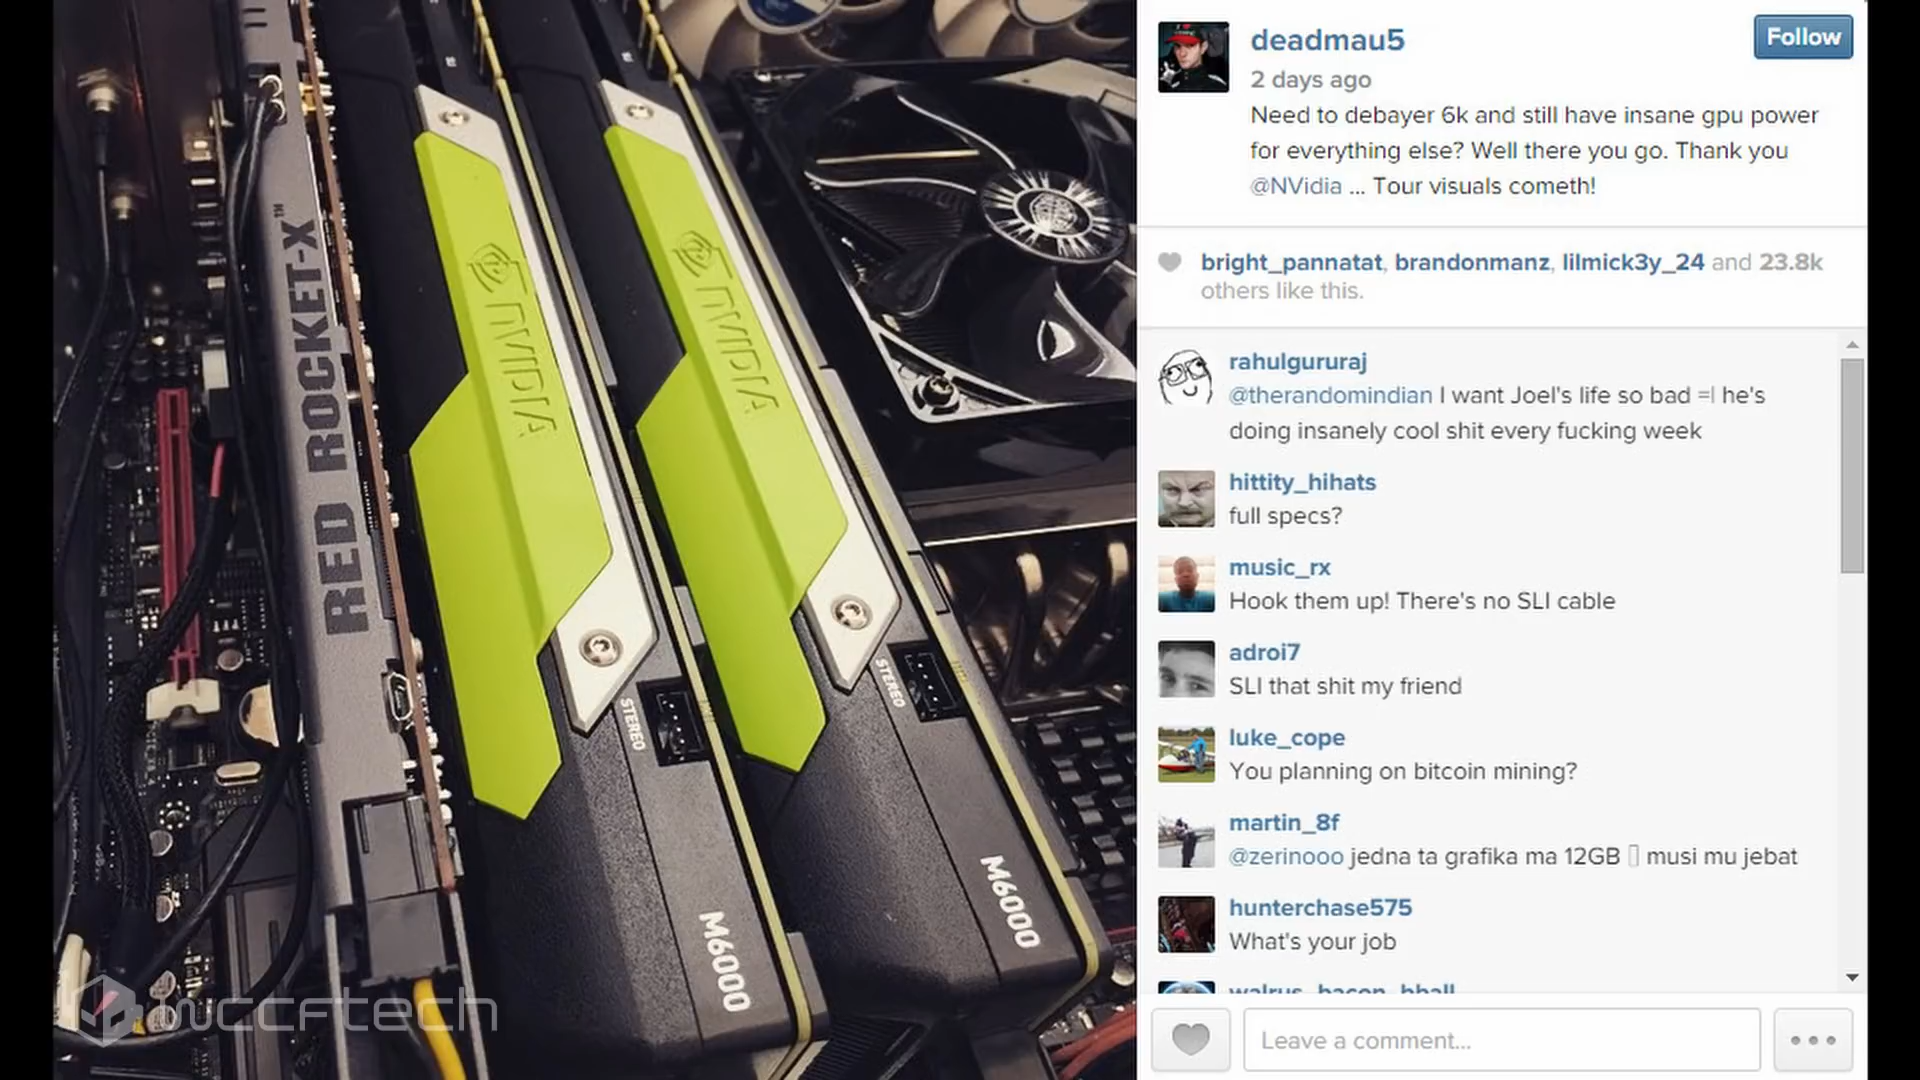 RED ROCKET-X™
NVIDIA
NVIDIA
STEREO
STEREO
M6000
M6000
wccftech
deadmau5
Follow
2 days ago
Need to debayer 6k and still have insane gpu power
for everything else? Well there you go. Thank you
@NVidia ... Tour visuals cometh!
bright_pannatat, brandonmanz, lilmick3y_24 and 23.8k
others like this.
rahulgururaj
@therandomindian I want Joel's life so bad =l he's
doing insanely cool shit every fucking week
hittity_hihats
full specs?
music_rx
Hook them up! There's no SLI cable
adroi7
SLI that shit my friend
luke_cope
You planning on bitcoin mining?
martin_8f
@zerinooo jedna ta grafika ma 12GB ▯ musi mu jebat
hunterchase575
What's your job
walrus_bacon_bball
Leave a comment...